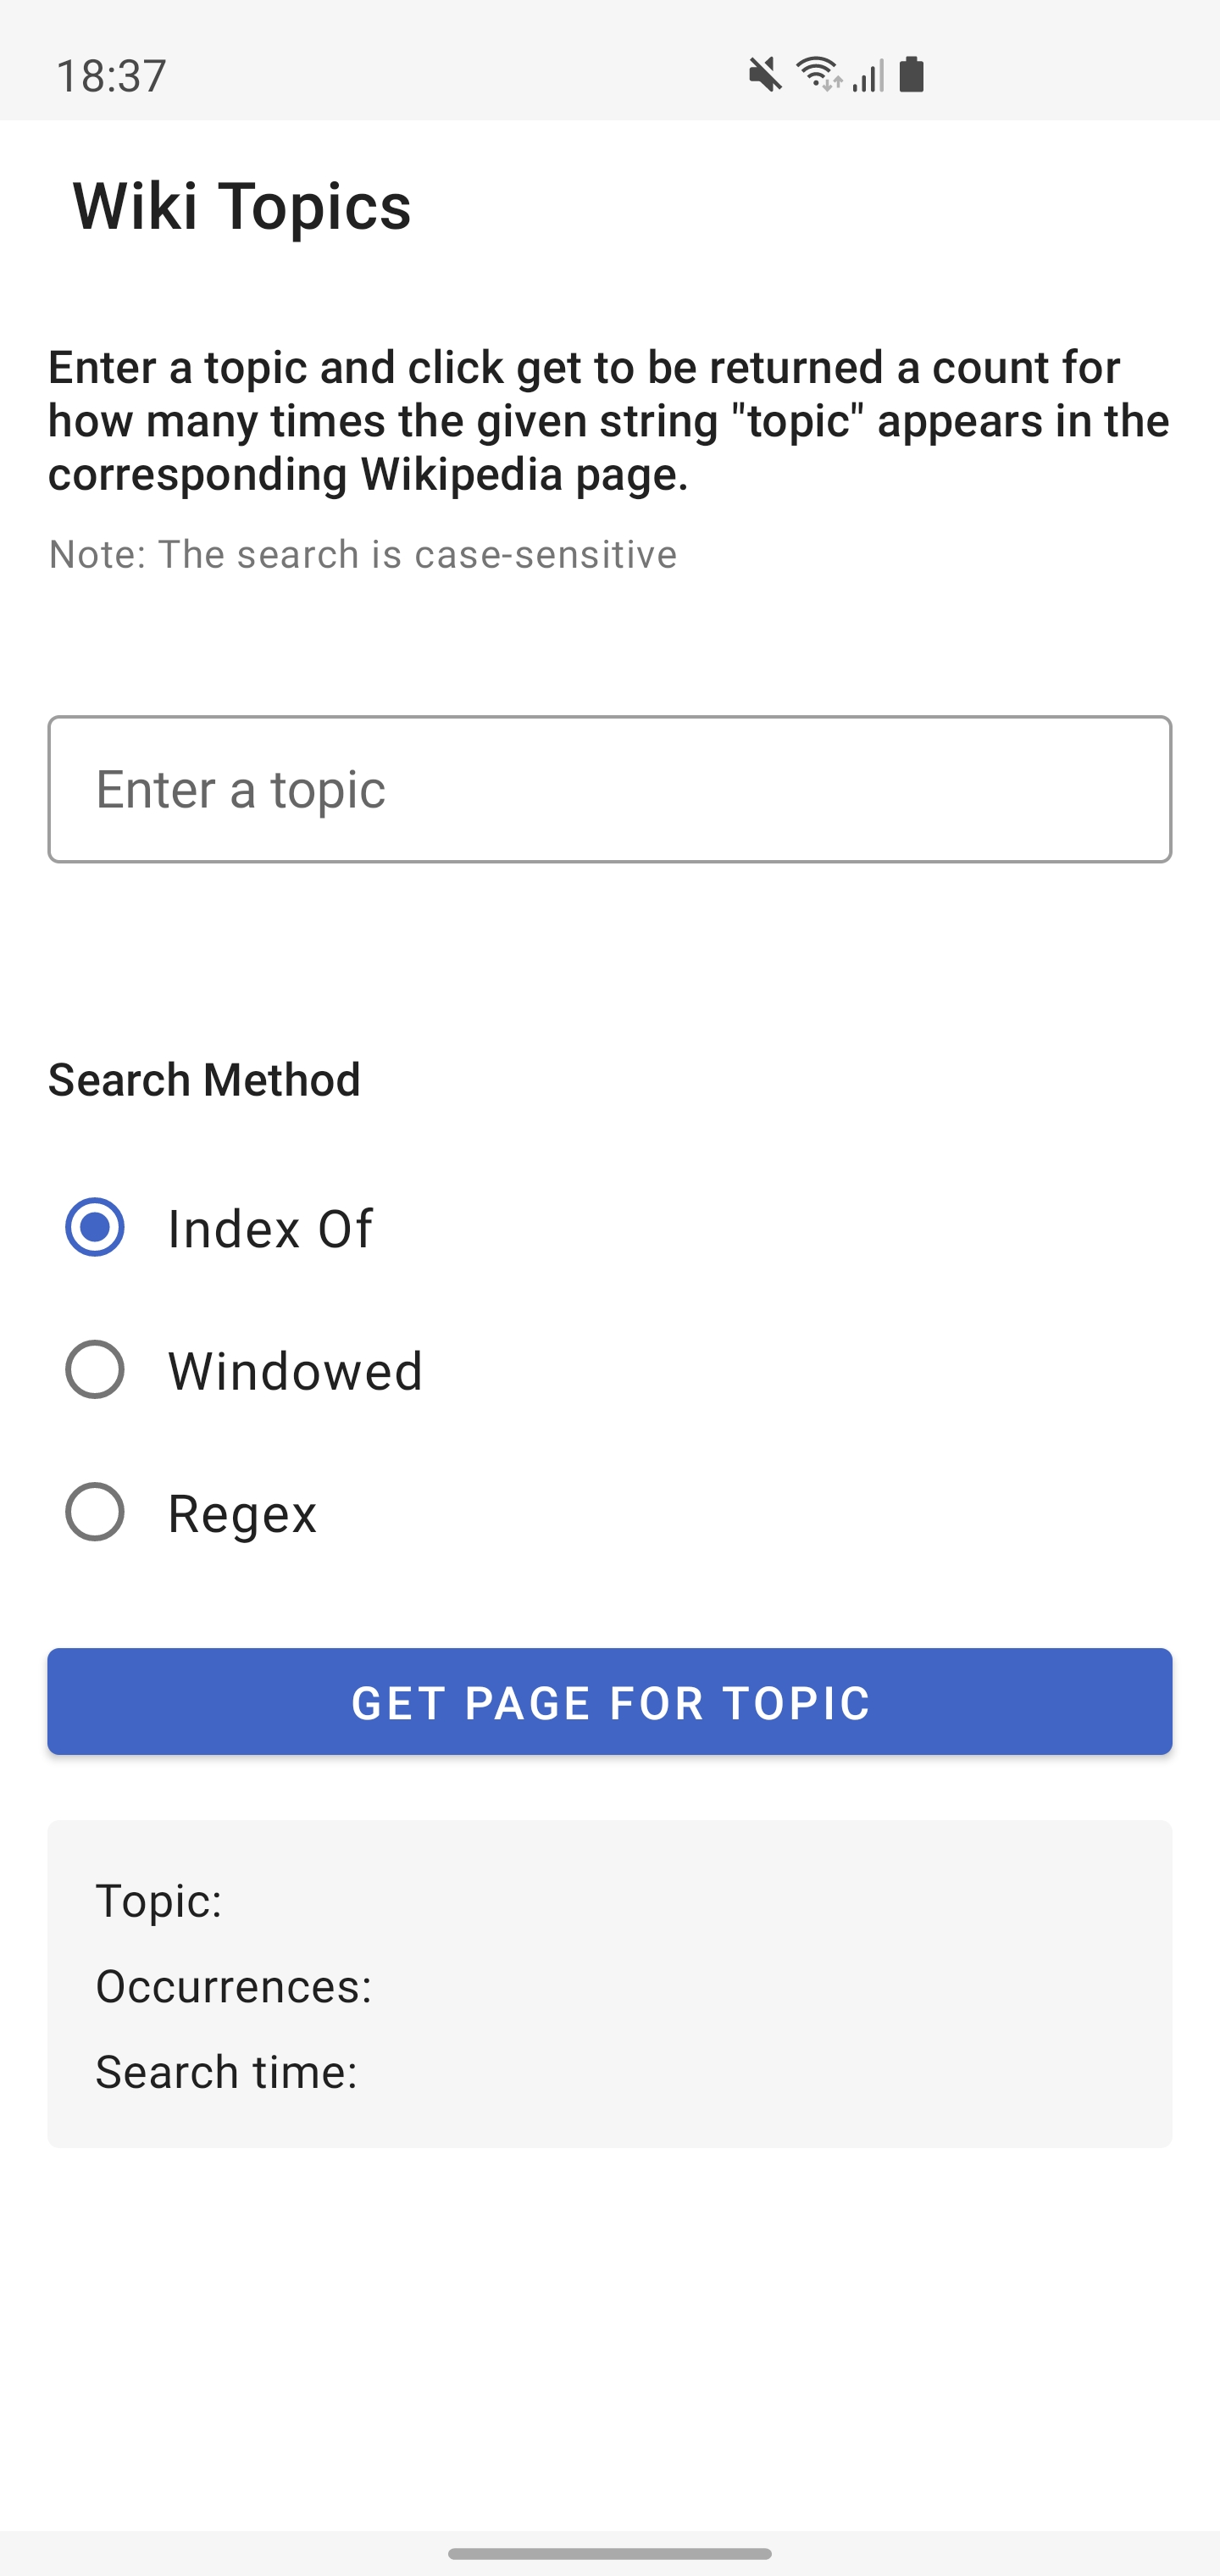 18:37
Wiki Topics
Enter a topic and click get to be returned a count for
how many times the given string "topic" appears in the
corresponding Wikipedia page.
Note: The search is case-sensitive
Enter a topic
Search Method
Index Of
Windowed
Regex
GET PAGE FOR TOPIC
Topic:
Occurrences:
Search time: